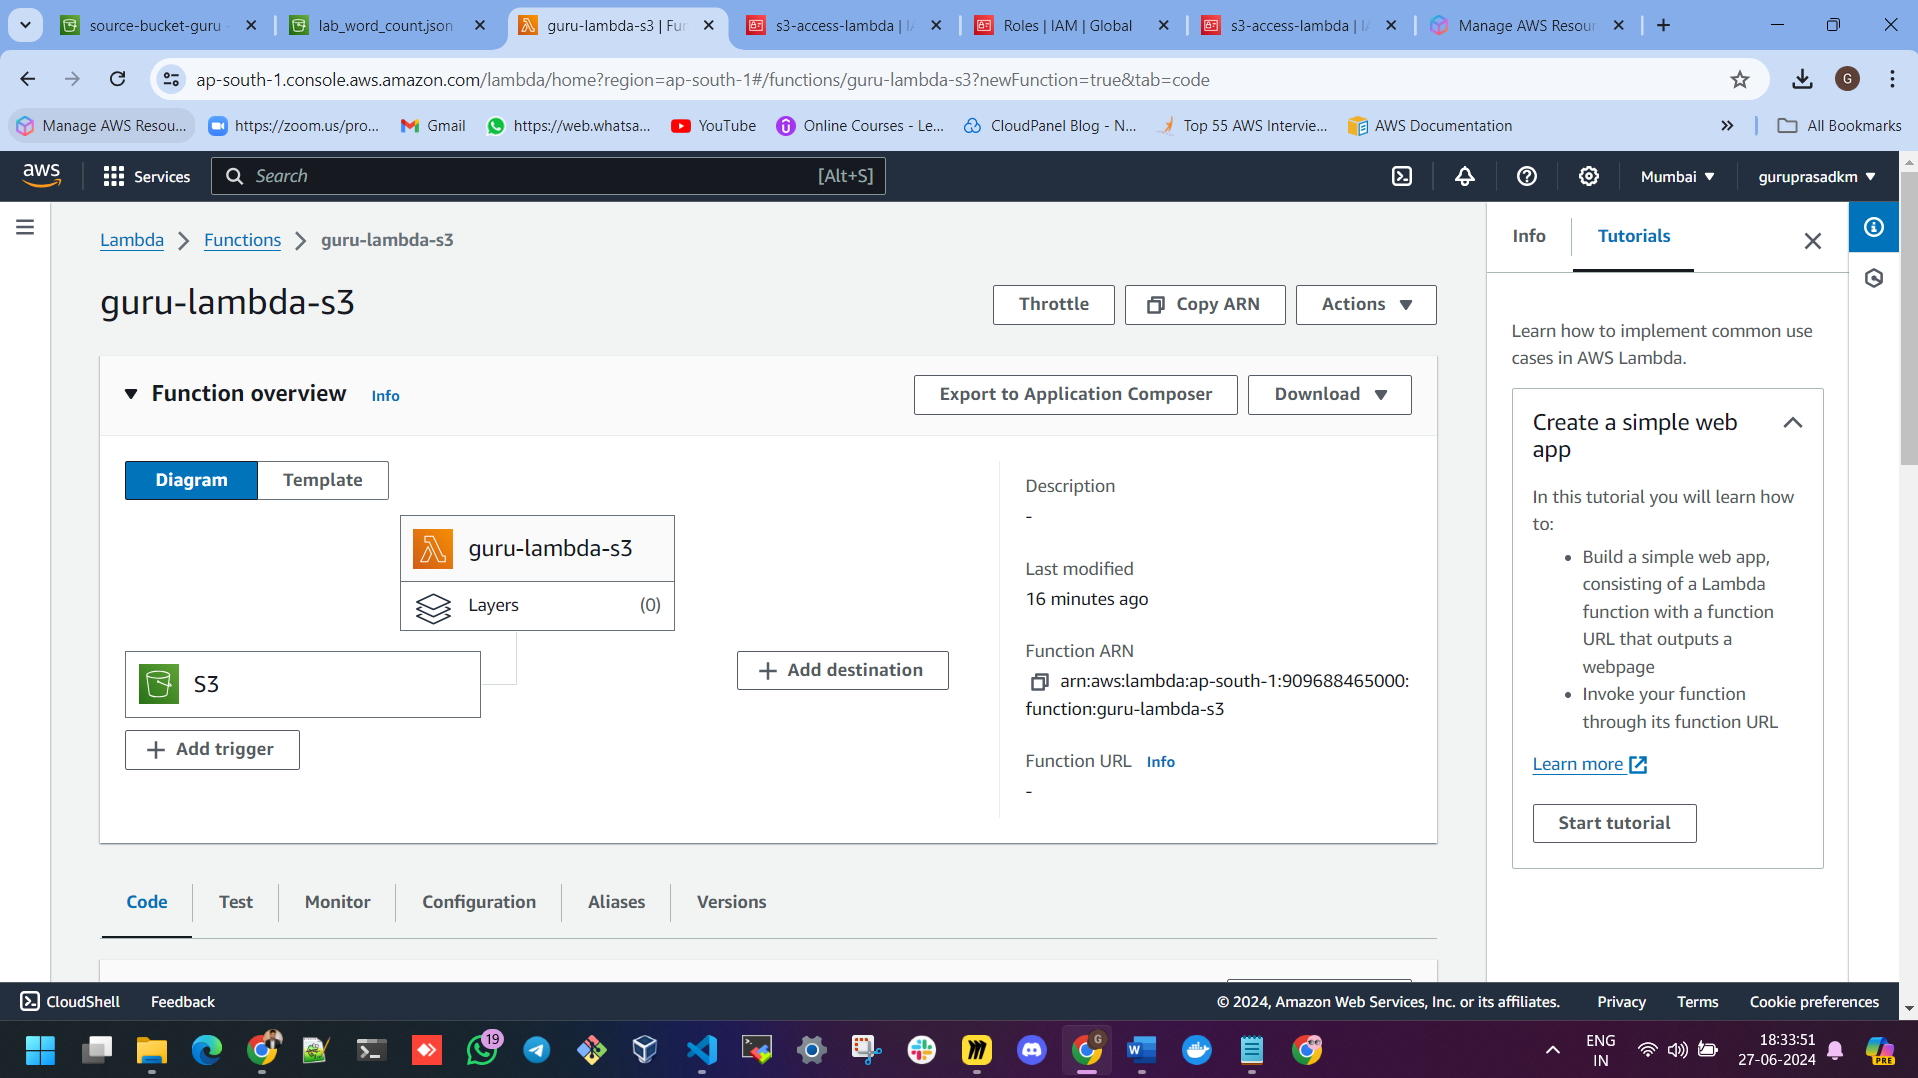 source-bucket-guru
lab_word_count.json
guru-lambda-s3 | Fun
s3-access-lambda | IA
Roles | IAM | Global
s3-access-lambda | IA
Manage AWS Resour
ap-south-1.console.aws.amazon.com/lambda/home?region=ap-south-1#/functions/guru-lambda-s3?newFunction=true&tab=code
G
Manage AWS Resou...
https://zoom.us/pro...
Gmail
https://web.whatsa...
YouTube
Online Courses - Le...
CloudPanel Blog - N...
Top 55 AWS Intervie...
AWS Documentation
All Bookmarks
aws
Services
Search
[Alt+S]
Mumbai
guruprasadkm
Lambda
Functions
guru-lambda-s3
guru-lambda-s3
Throttle
Copy ARN
Actions
Function overview
Info
Export to Application Composer
Download
Diagram
Template
guru-lambda-s3
Layers
(0)
S3
+ Add trigger
+ Add destination
Description
-
Last modified
16 minutes ago
Function ARN
arn:aws:lambda:ap-south-1:909688465000:
function:guru-lambda-s3
Function URL
Info
-
Code
Test
Monitor
Configuration
Aliases
Versions
Info
Tutorials
Learn how to implement common use
cases in AWS Lambda.
Create a simple web
app
In this tutorial you will learn how
to:
• Build a simple web app,
consisting of a Lambda
function with a function
URL that outputs a
webpage
• Invoke your function
through its function URL
Learn more
Start tutorial
CloudShell
Feedback
© 2024, Amazon Web Services, Inc. or its affiliates.
Privacy
Terms
Cookie preferences
19
G
ENG
IN
18:33:51
27-06-2024
PRE